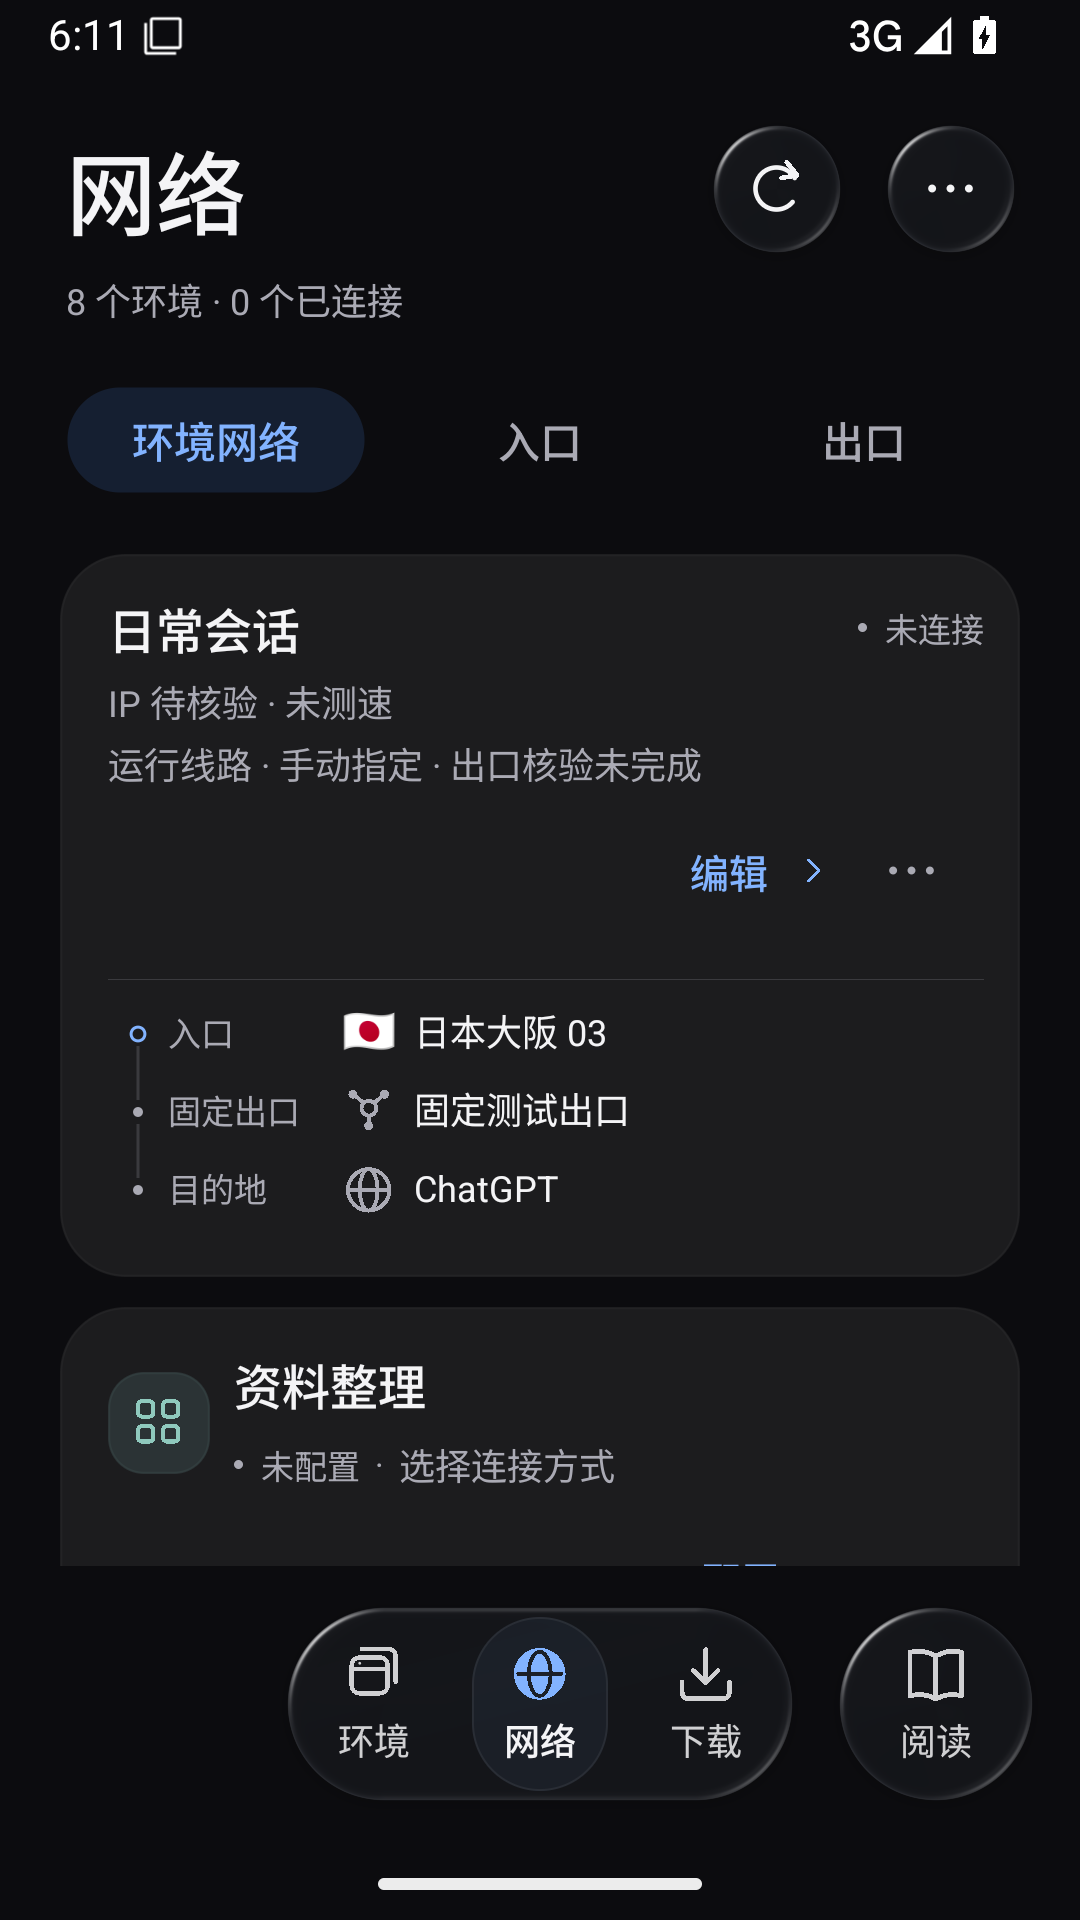 6:11
3G
网络
8 个环境 · 0 个已连接
环境网络
入口
出口
日常会话
• 未连接
IP 待核验 · 未测速
运行线路 · 手动指定 · 出口核验未完成
编辑
入口
日本大阪 03
固定出口
固定测试出口
目的地
ChatGPT
资料整理
• 未配置 · 选择连接方式
环境
网络
下载
阅读